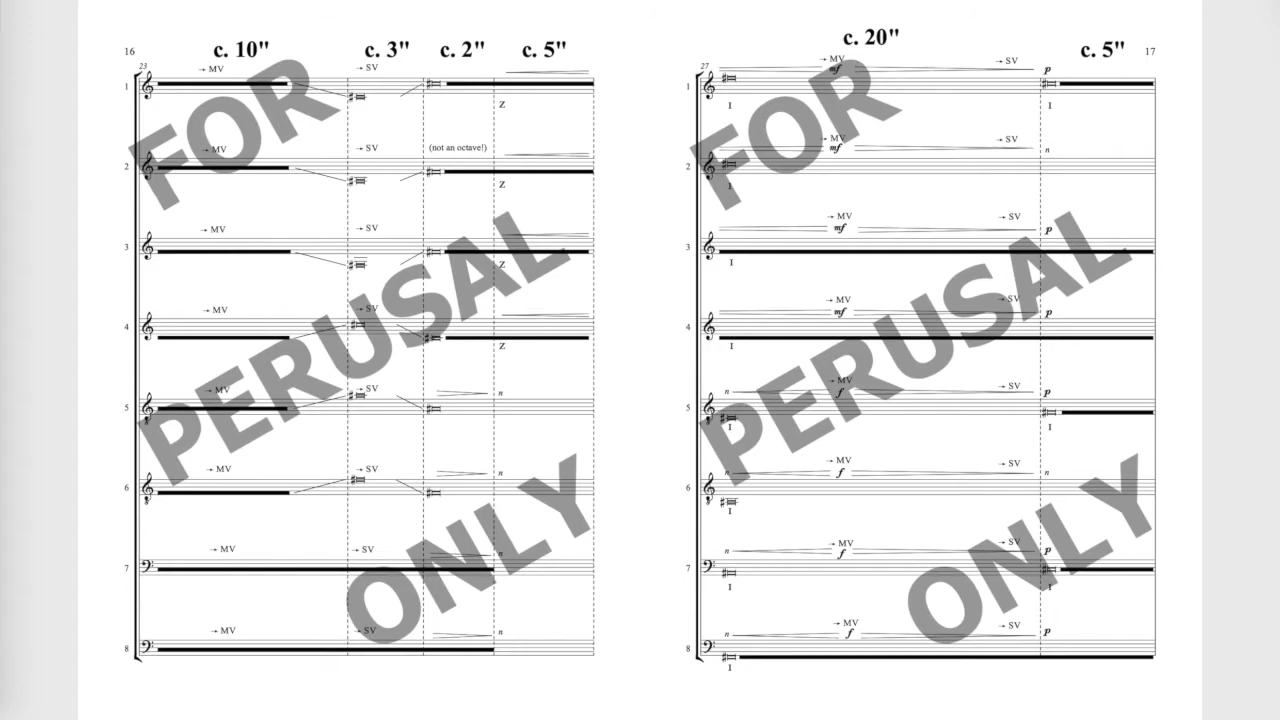 16
c. 10" c. 3" c. 2" c. 5"
23
→ MV → SV
1
Z
→ MV → SV (not an octave!)
2
Z
→ MV → SV
3
Z
→ MV → SV
4
Z
→ MV → SV n
5
→ MV → SV n
6
→ MV → SV n
7
→ MV → SV n
8
FOR
PERUSAL
ONLY
c. 20" c. 5" 17
27
→ MV → SV
mf p
1
I I
→ MV
mf n
2
I
→ MV → SV
mf p
3
I
→ MV → SV
mf p
4
I
→ MV → SV
n f p
5
I I
→ MV → SV
n f n
6
I
→ MV → SV
n f p
7
I I
→ MV → SV
n f p
8
I
FOR
PERUSAL
ONLY